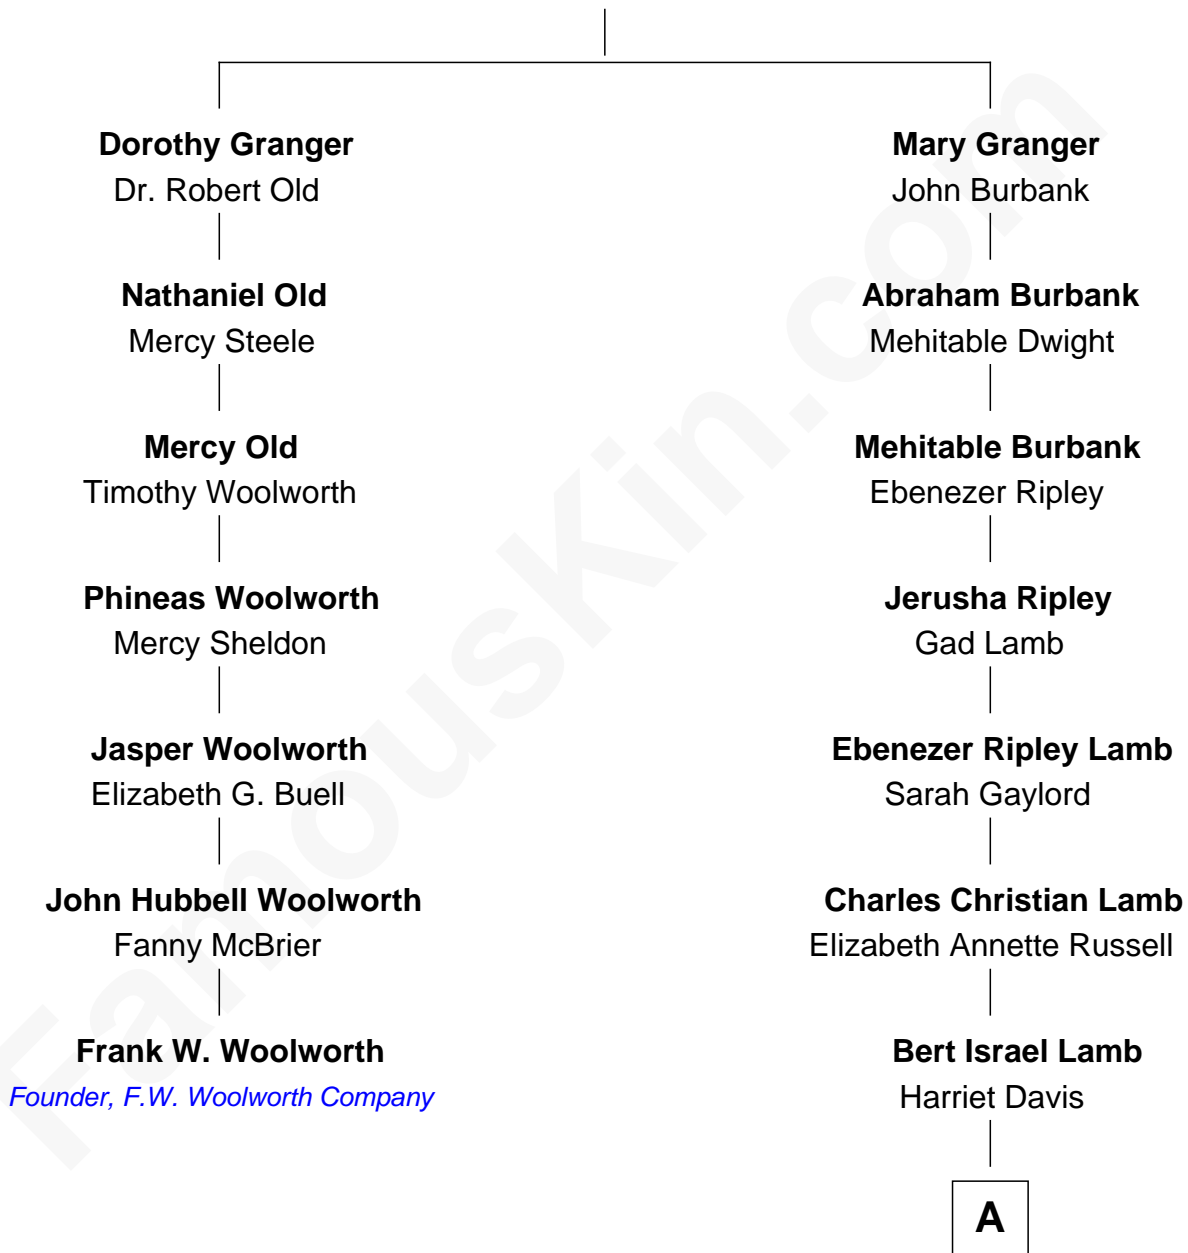 Dorothy Granger
Dr. Robert Old
Nathaniel Old
Mercy Steele
Mercy Old
Timothy Woolworth
Phineas Woolworth
Mercy Sheldon
Jasper Woolworth
Elizabeth G. Buell
John Hubbell Woolworth
Fanny McBrier
Frank W. Woolworth
Founder, F.W. Woolworth Company
Mary Granger
John Burbank
Abraham Burbank
Mehitable Dwight
Mehitable Burbank
Ebenezer Ripley
Jerusha Ripley
Gad Lamb
Ebenezer Ripley Lamb
Sarah Gaylord
Charles Christian Lamb
Elizabeth Annette Russell
Bert Israel Lamb
Harriet Davis
A
FamousKin.com